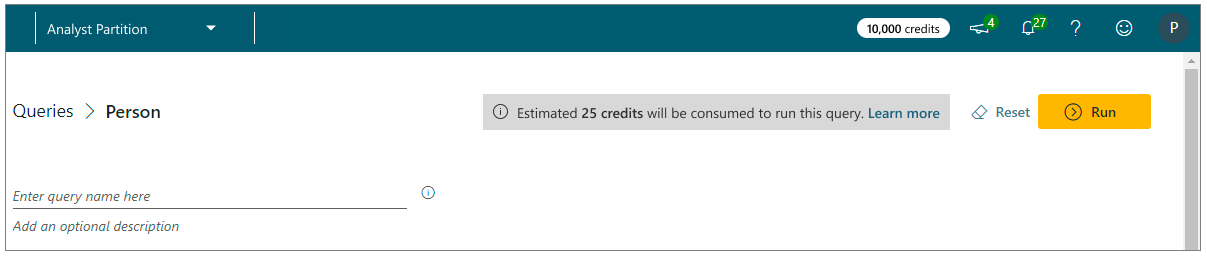 Analyst Partition
10,000 credits
4
27
?
P
Queries > Person
Estimated 25 credits will be consumed to run this query. Learn more
Reset
Run
Enter query name here
Add an optional description